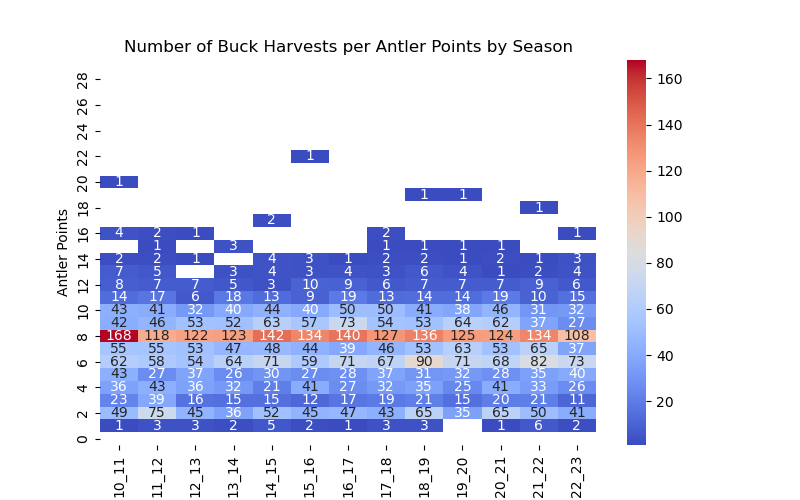 Number of Buck Harvests per Antler Points by Season
Antler Points
28
26
24
22 1
20 1
1 1
18 1
2
16 4 2 1 2 1
1 3 1 1 1 1
14 2 2 1 4 3 1 2 2 1 2 1 3
7 5 3 4 3 4 3 6 4 1 2 4
12 8 7 7 5 3 10 9 6 7 7 7 9 6
14 17 6 18 13 9 19 13 14 14 19 10 15
10 43 41 32 40 44 40 50 50 41 38 46 31 32
42 46 53 52 63 57 73 54 53 64 62 37 27
8 168 118 122 123 142 134 140 127 136 125 124 134 108
55 55 53 47 48 44 39 46 53 63 53 65 37
6 62 58 54 64 71 59 71 67 90 71 68 82 73
43 27 37 26 30 27 28 37 31 32 28 35 40
4 36 43 36 32 21 41 27 32 35 25 41 33 26
23 39 16 15 15 12 17 19 21 15 20 21 11
2 49 75 45 36 52 45 47 43 65 35 65 50 41
1 3 3 2 5 2 1 3 3 1 6 2
0
10_11 11_12 12_13 13_14 14_15 15_16 16_17 17_18 18_19 19_20 20_21 21_22 22_23
160
140
120
100
80
60
40
20